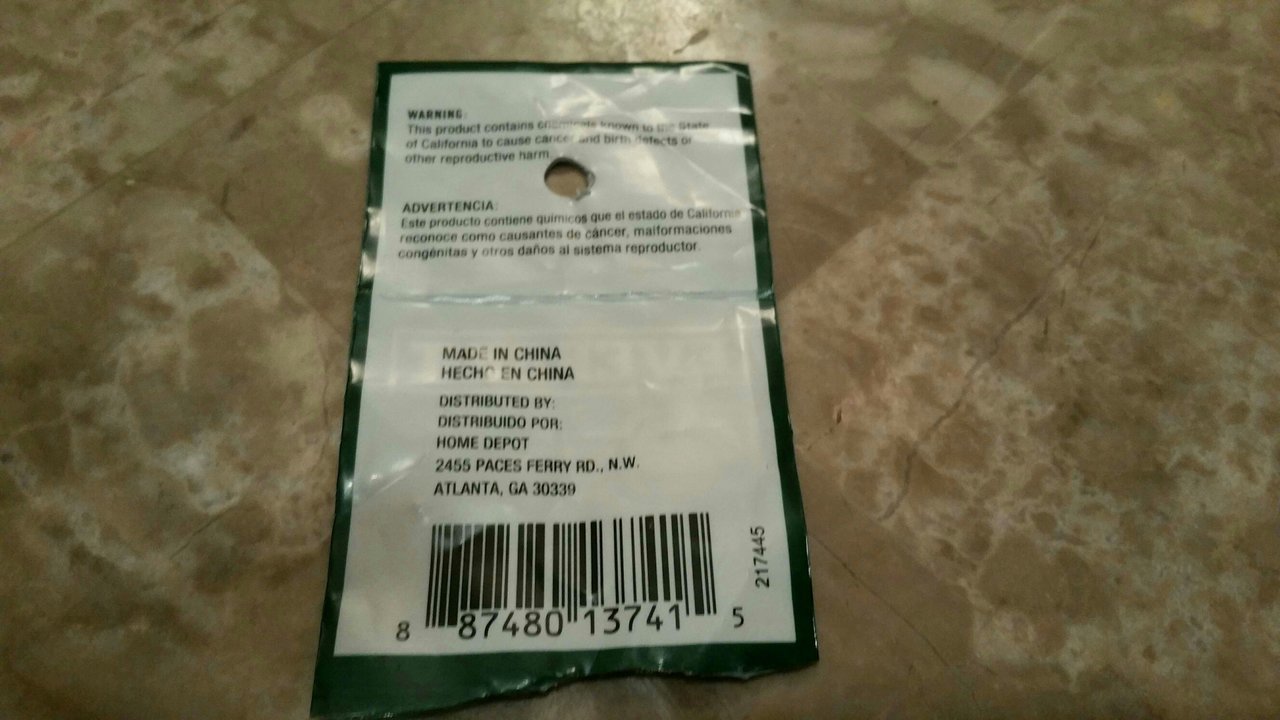 WARNING:
This product contains chemicals known to the State
of California to cause cancer and birth defects or
other reproductive harm.
ADVERTENCIA:
Este producto contiene químicos que el estado de California
reconoce como causantes de cáncer, malformaciones
congénitas y otros daños al sistema reproductor.
MADE IN CHINA
HECHO EN CHINA
DISTRIBUTED BY:
DISTRIBUIDO POR:
HOME DEPOT
2455 PACES FERRY RD., N.W.
ATLANTA, GA 30339
217445
8 87480 13741 5